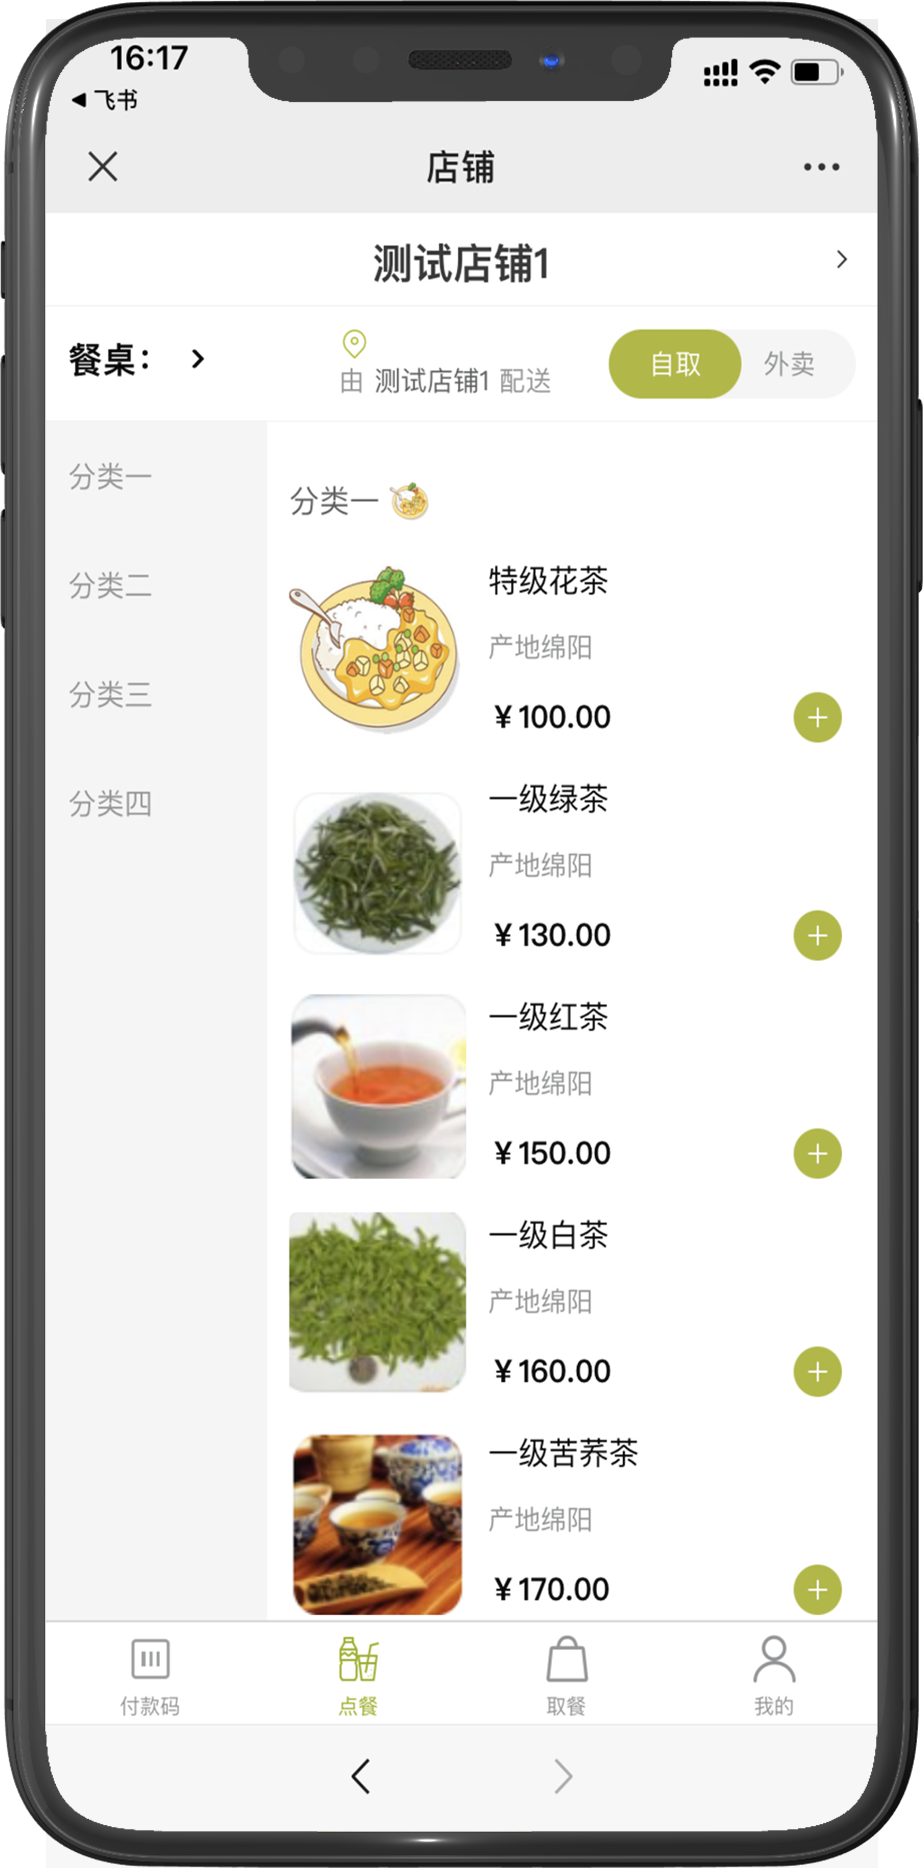 16:17
飞书
店铺
测试店铺1
餐桌：
由 测试店铺1 配送
自取
外卖
分类一
分类二
分类三
分类四
分类一
特级花茶
产地绵阳
¥100.00
一级绿茶
产地绵阳
¥130.00
一级红茶
产地绵阳
¥150.00
一级白茶
产地绵阳
¥160.00
一级苦荞茶
产地绵阳
¥170.00
付款码
点餐
取餐
我的